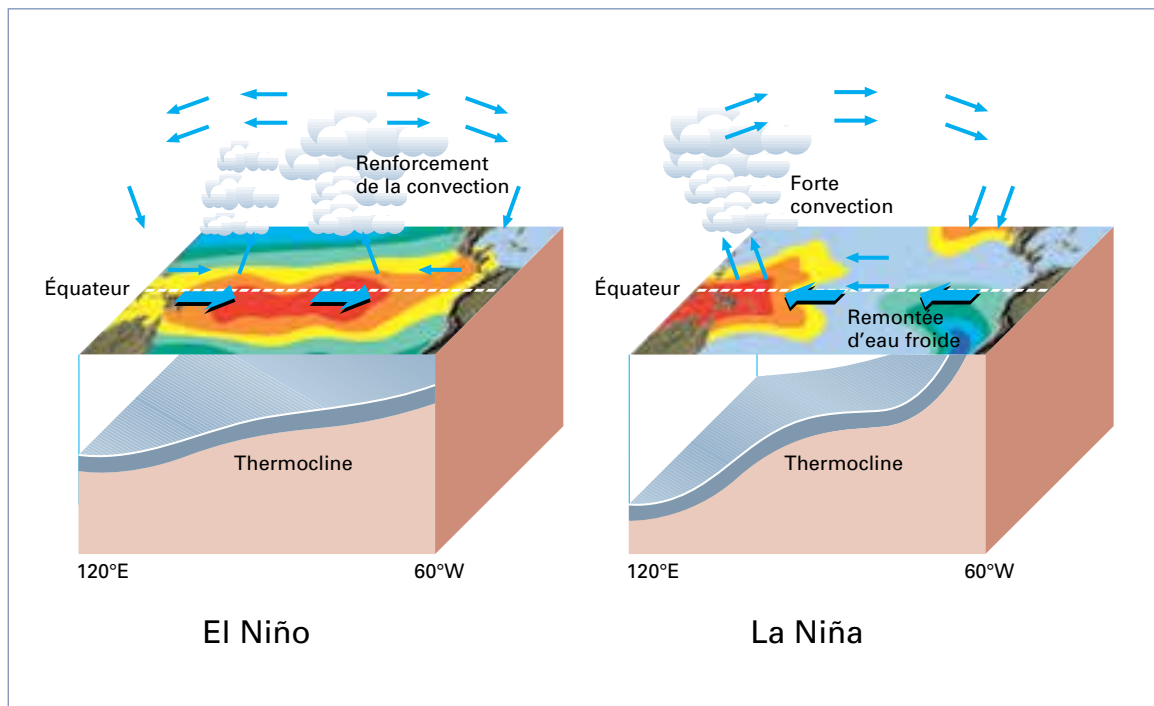 Renforcement
de la convection
Équateur
Thermocline
120°E
60°W
El Niño
Forte
convection
Équateur
Remontée
d'eau froide
Thermocline
120°E
60°W
La Niña